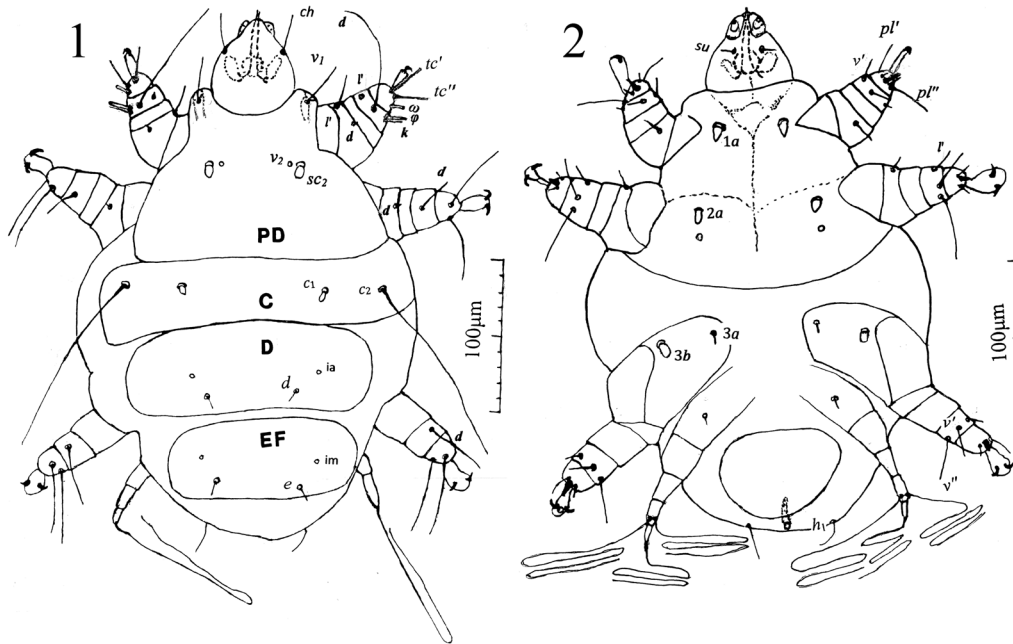 1
ch
d
v1
l'
tc'
tc''
ω
φ
k
l'
d
v2
sc2
d
d
PD
c1
c2
C
D
ia
d
EF
im
e
d
100µm
2
su
pl'
v'
pl''
1a
l'
2a
3a
3b
v'
v''
h1
100µm